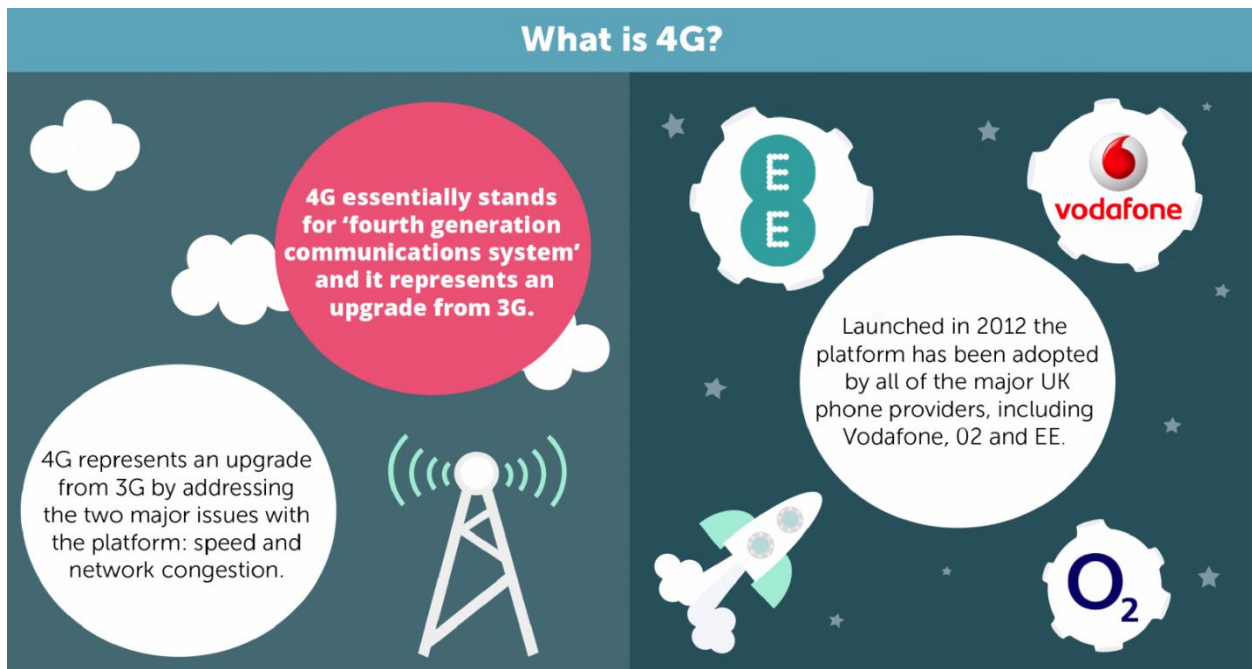 What is 4G?
4G essentially stands
for ‘fourth generation
communications system’
and it represents an
upgrade from 3G.
4G represents an upgrade
from 3G by addressing
the two major issues with
the platform: speed and
network congestion.
E
E
vodafone
Launched in 2012 the
platform has been adopted
by all of the major UK
phone providers, including
Vodafone, 02 and EE.
O2